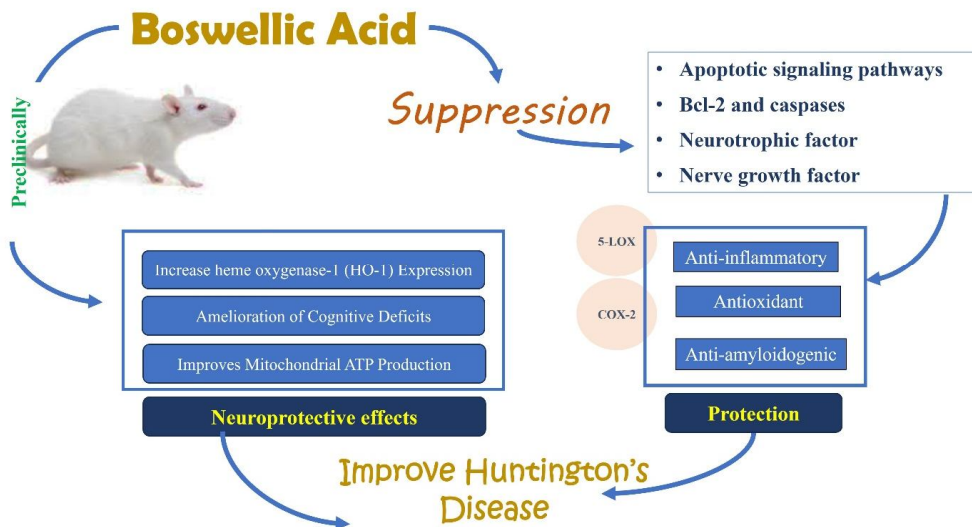 Boswellic Acid
Preclinically
Suppression
• Apoptotic signaling pathways
• Bcl-2 and caspases
• Neurotrophic factor
• Nerve growth factor
Increase heme oxygenase-1 (HO-1) Expression
Amelioration of Cognitive Deficits
Improves Mitochondrial ATP Production
Neuroprotective effects
5-LOX
COX-2
Anti-inflammatory
Antioxidant
Anti-amyloidogenic
Protection
Improve Huntington's
Disease